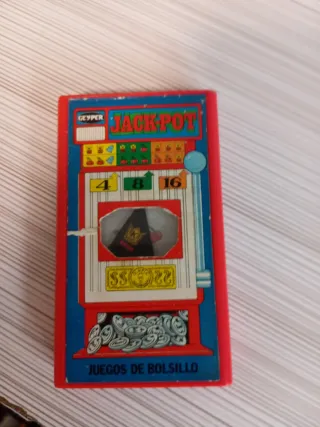 GEYPER
JACK-POT
4 8 16
$$ $$
JUEGOS DE BOLSILLO